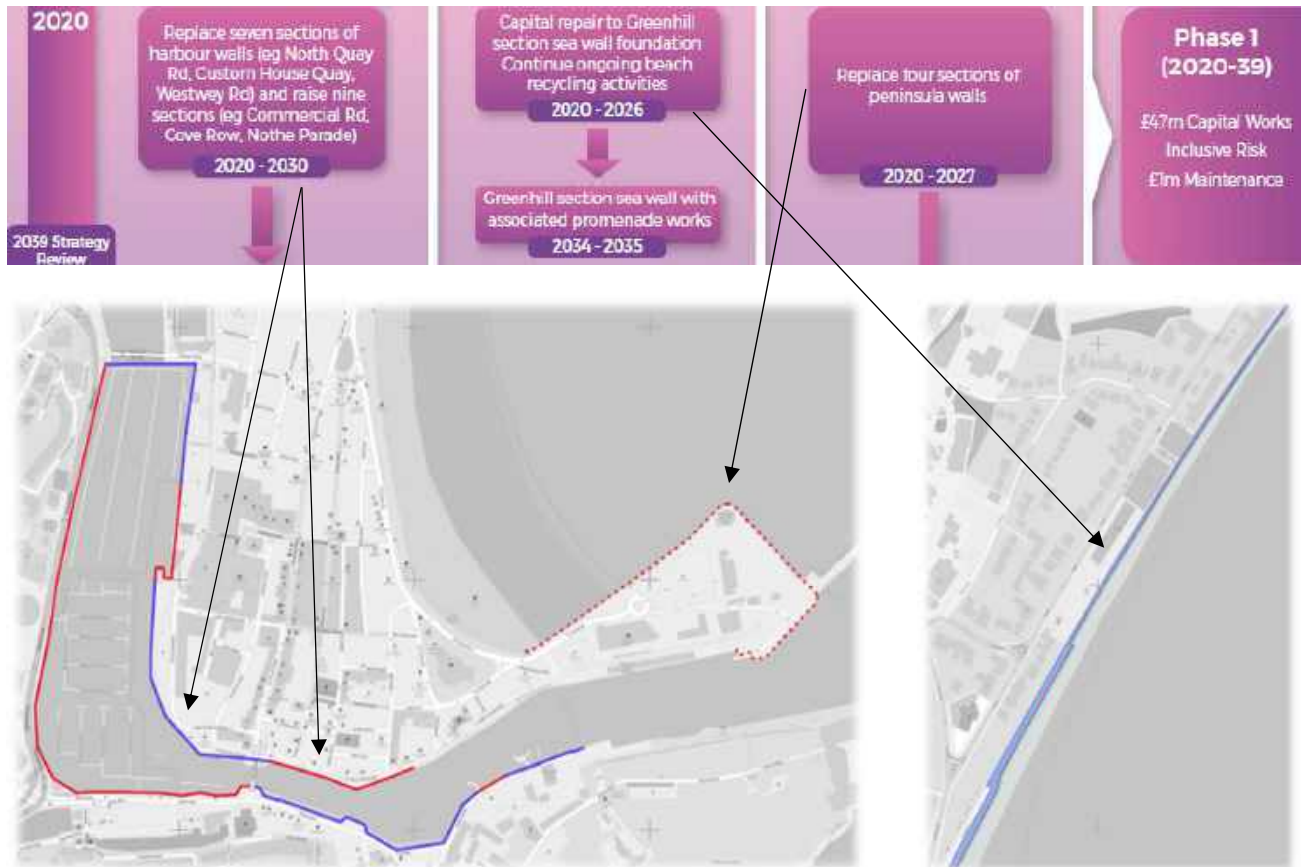 2020
Replace seven sections of
harbour walls (eg North Quay
Rd, Custom House Quay,
Westwey Rd) and raise nine
sections (eg Commercial Rd,
Cove Row, Nothe Parade)
2020 - 2030
2039 Strategy
Review
Capital repair to Greenhill
section sea wall foundation
Continue ongoing beach
recycling activities
2020 - 2026
Greenhill section sea wall with
associated promenade works
2034 - 2035
Replace four sections of
peninsula walls
2020 - 2027
Phase 1
(2020-39)
£47m Capital Works
Inclusive Risk
£1m Maintenance